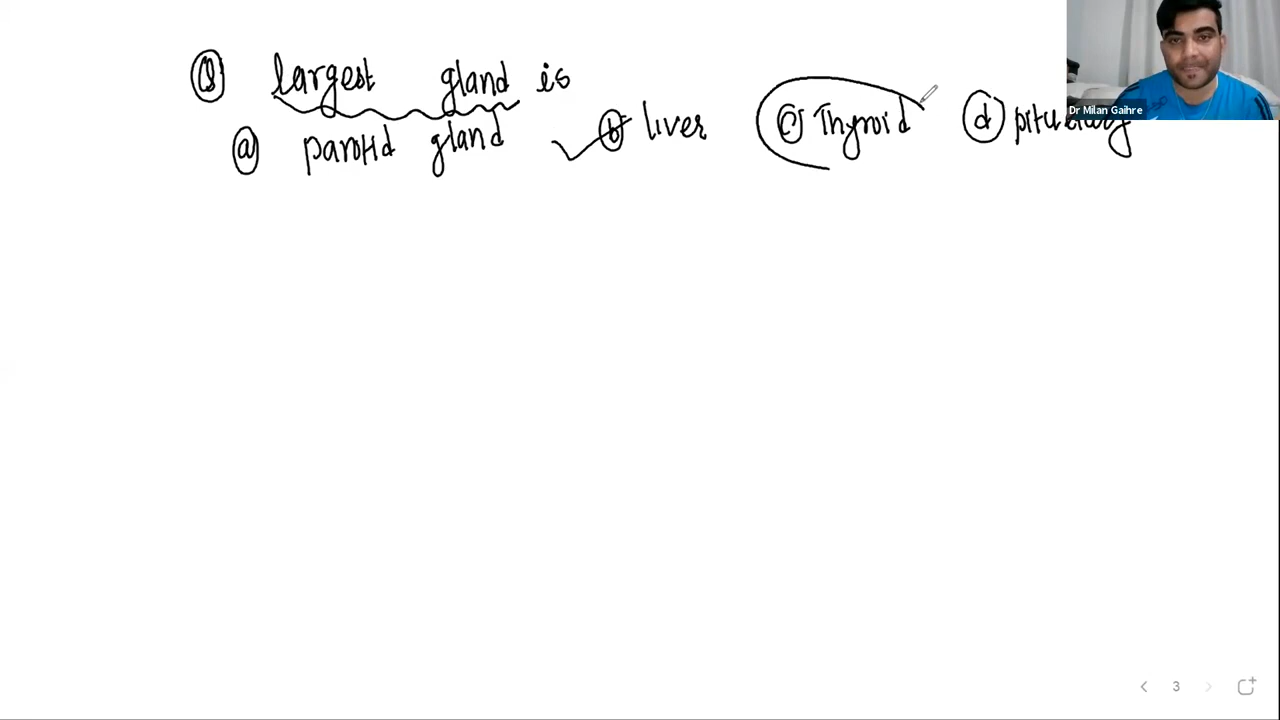 Q largest gland is
a parotid gland b liver c Thyroid d pituitary
Dr Milan Gaihre
3